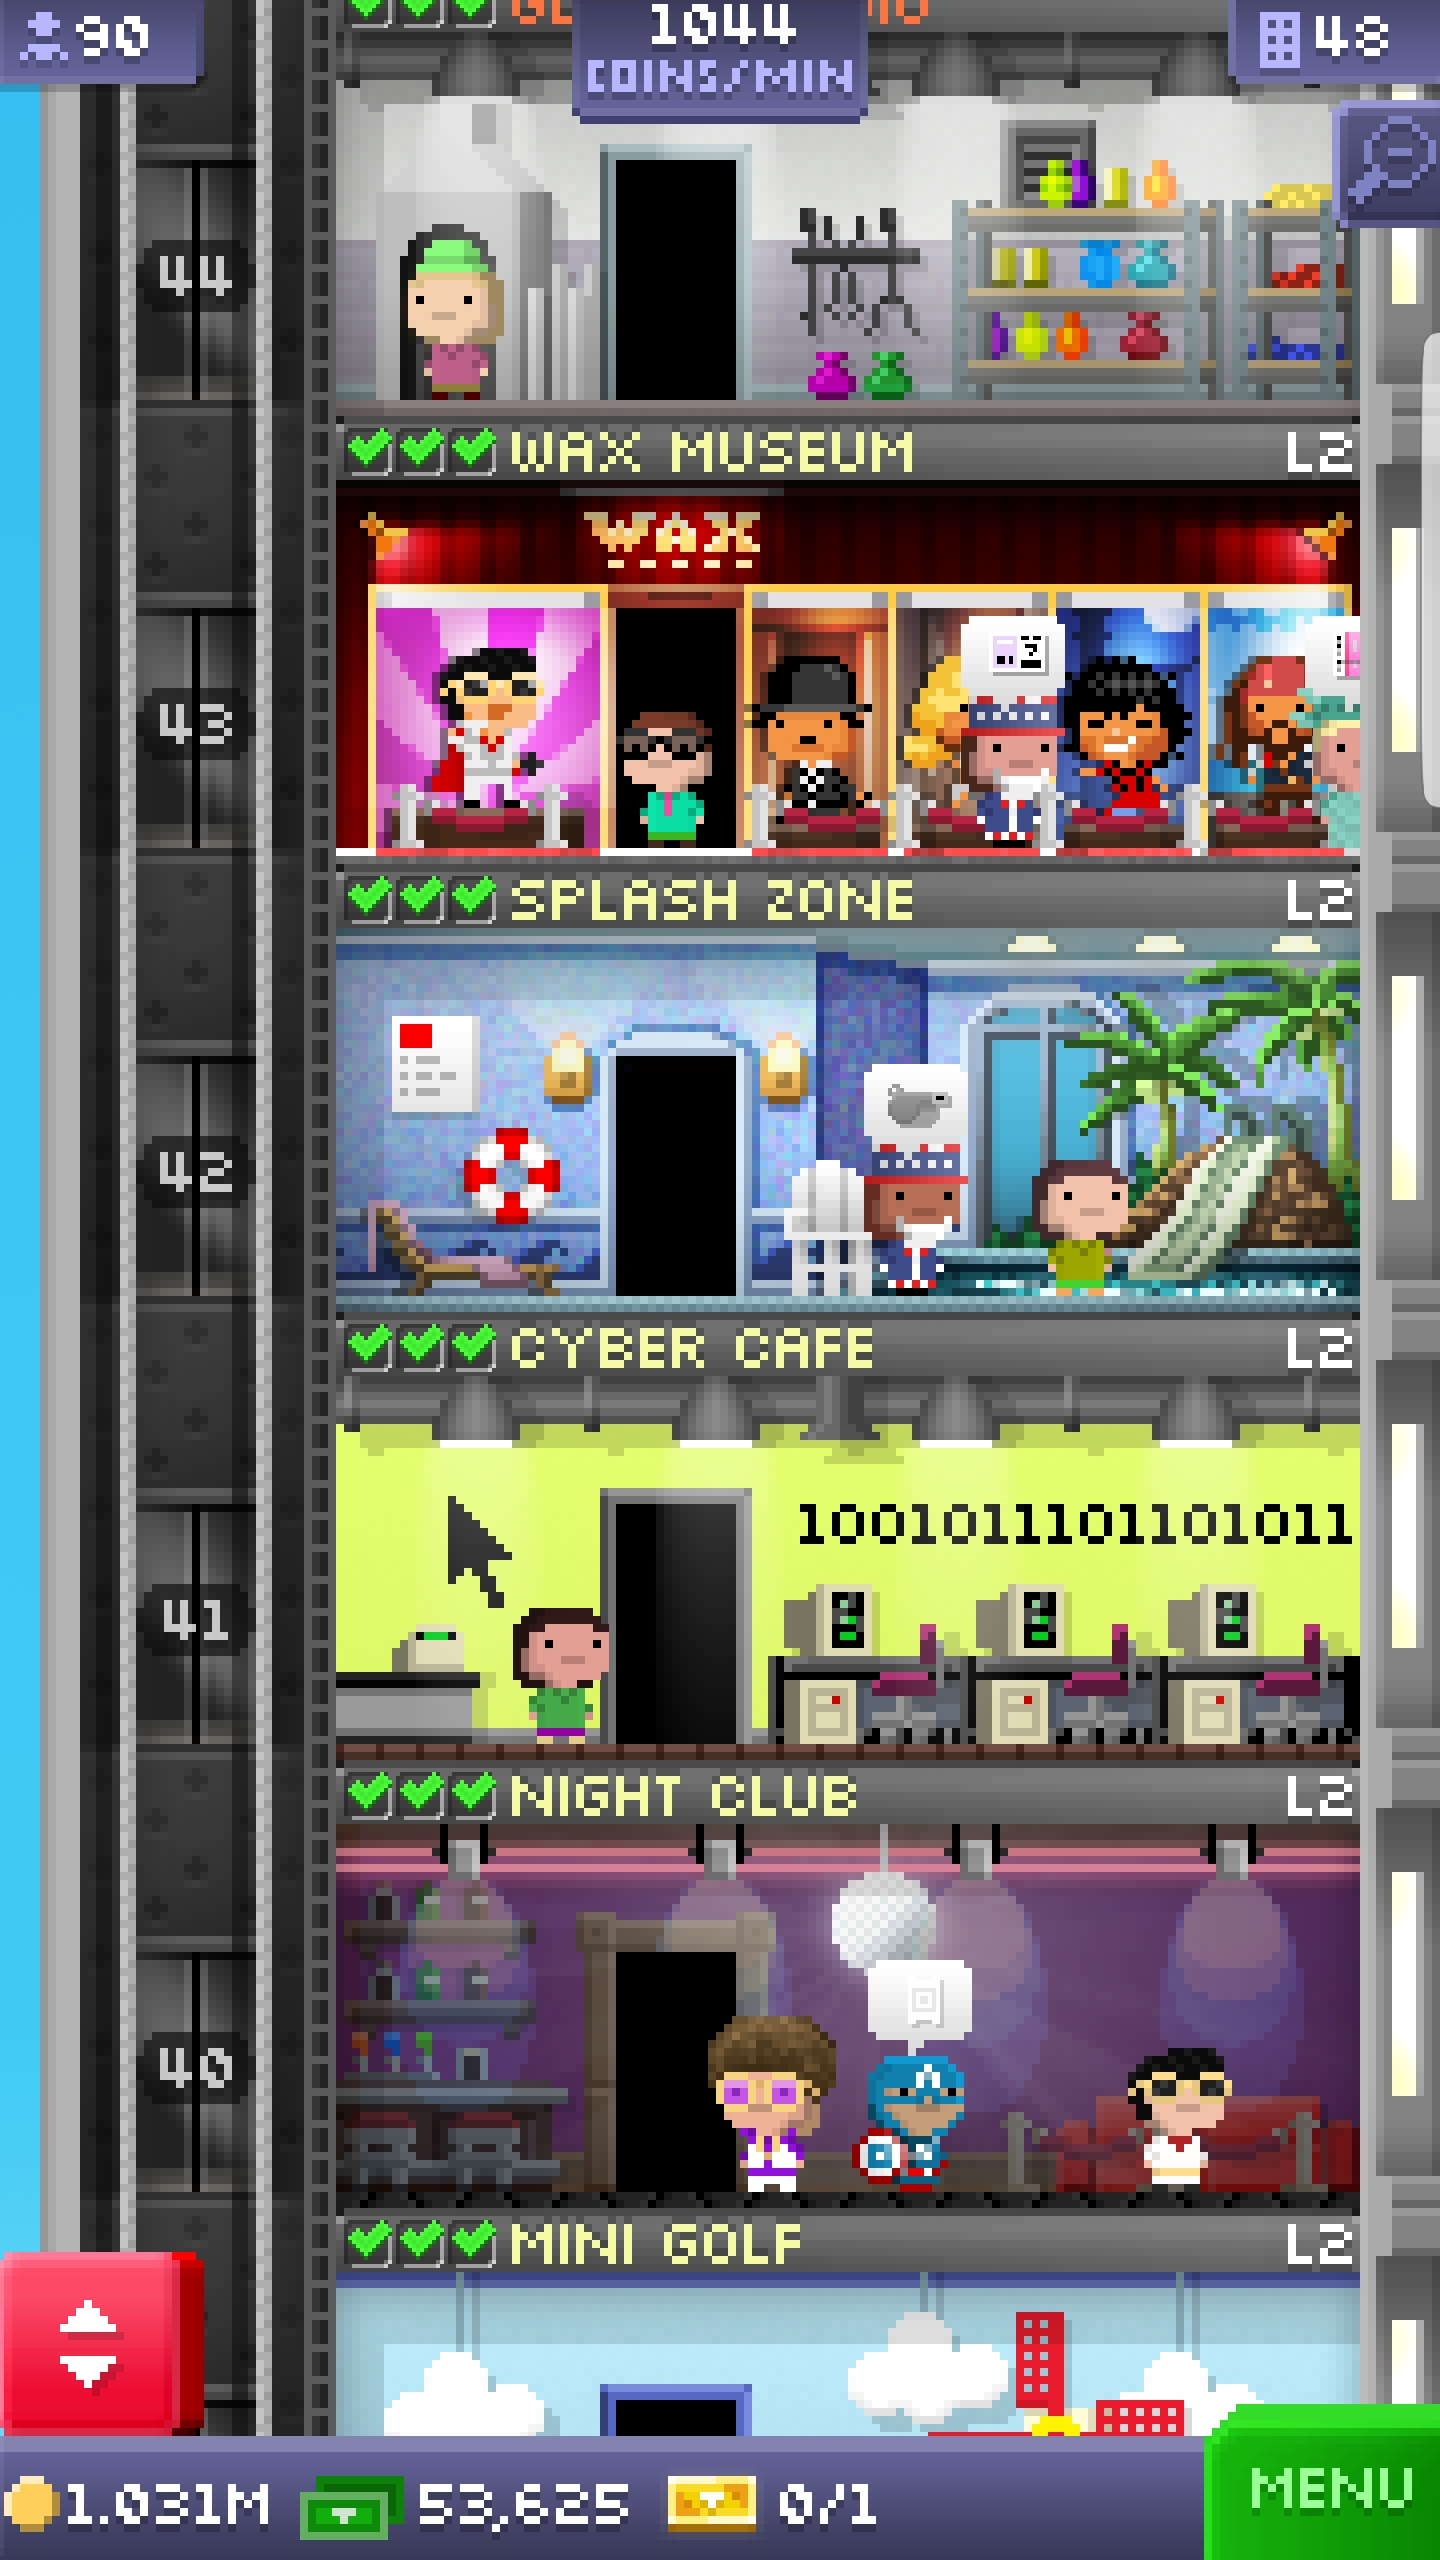 90
1044
COINS/MIN
48
44
WAX MUSEUM L2
WAX
43
SPLASH ZONE L2
42
CYBER CAFE L2
1001011101101011
41
NIGHT CLUB L2
40
MINI GOLF L2
1.031M 53,625 0/1
MENU